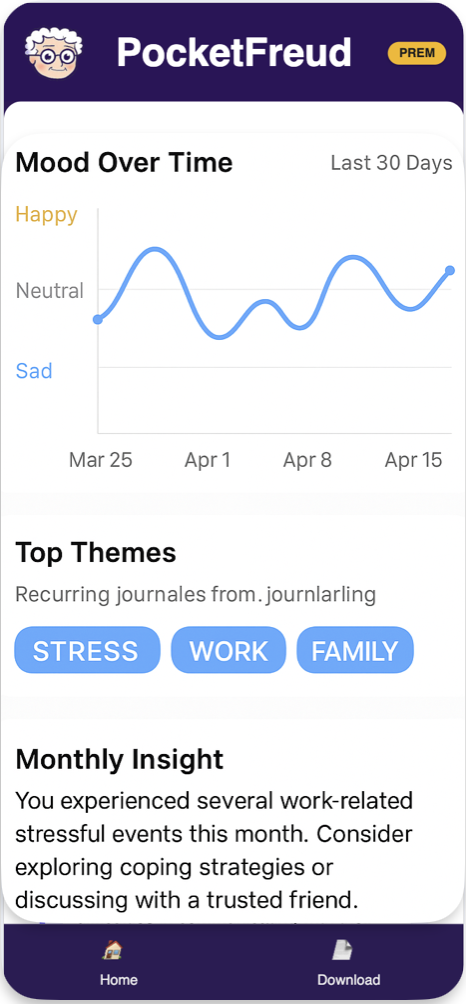 PocketFreud
PREM
Mood Over Time
Last 30 Days
Happy
Neutral
Sad
Mar 25
Apr 1
Apr 8
Apr 15
Top Themes
Recurring journales from. journlarling
STRESS
WORK
FAMILY
Monthly Insight
You experienced several work-related
stressful events this month. Consider
exploring coping strategies or
discussing with a trusted friend.
Home
Download